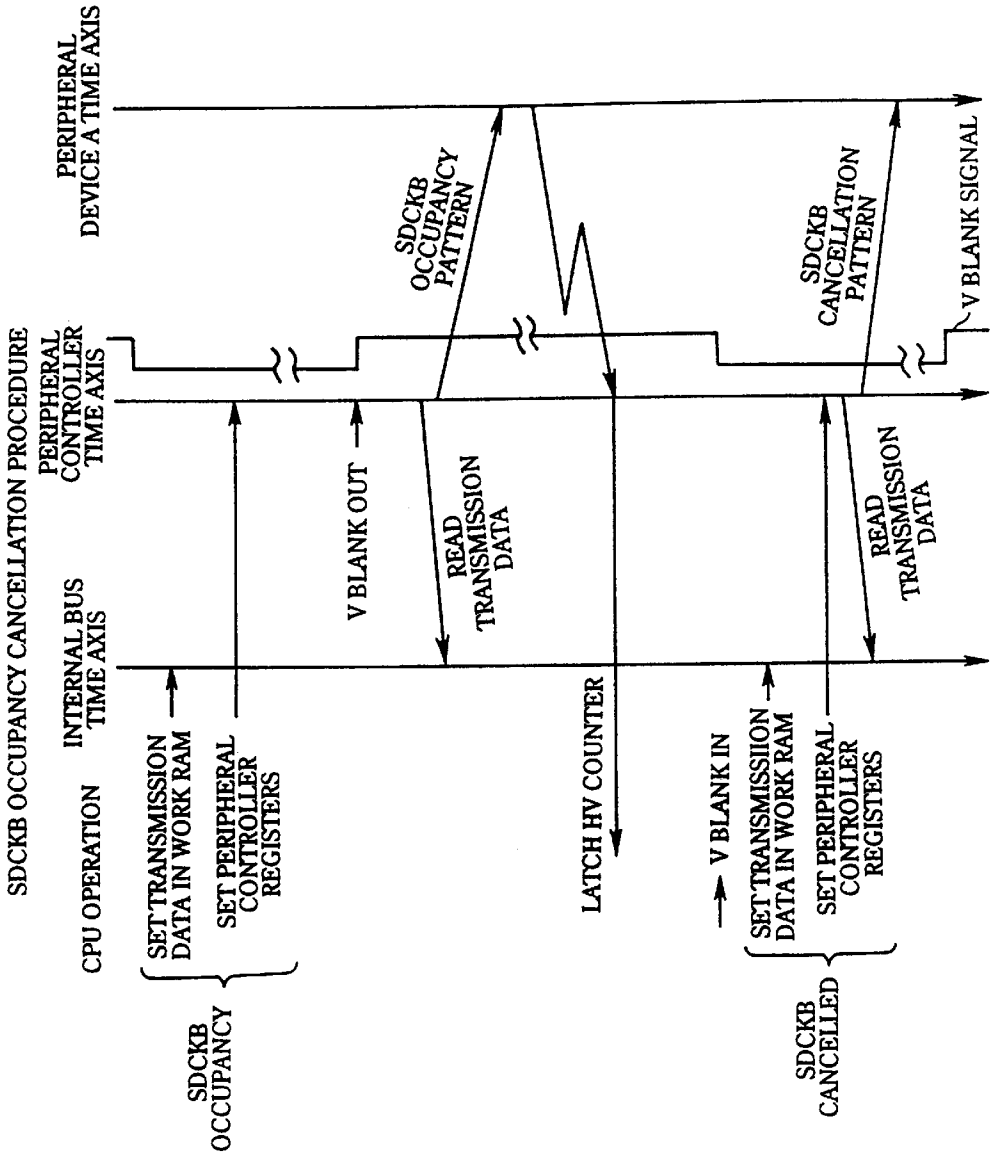 SDCKB OCCUPANCY CANCELLATION PROCEDURE
CPU OPERATION
INTERNAL BUS
TIME AXIS
PERIPHERAL
CONTROLLER
TIME AXIS
PERIPHERAL
DEVICE A TIME AXIS
SDCKB
OCCUPANCY
SET TRANSMISSION
DATA IN WORK RAM
SET PERIPHERAL
CONTROLLER
REGISTERS
V BLANK OUT
READ
TRANSMISSION
DATA
SDCKB
OCCUPANCY
PATTERN
LATCH HV COUNTER
V BLANK IN
SDCKB
CANCELLED
SET TRANSMISSIION
DATA IN WORK RAM
SET PERIPHERAL
CONTROLLER
REGISTERS
READ
TRANSMISSION
DATA
SDCKB
CANCELLATION
PATTERN
V BLANK SIGNAL